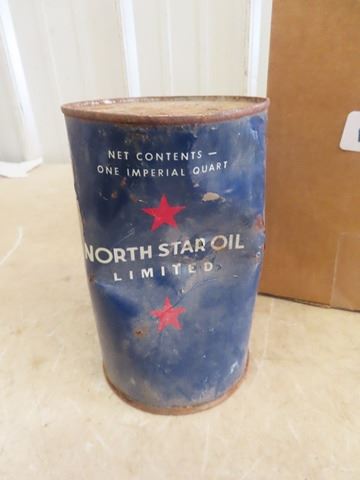 NET CONTENTS —
ONE IMPERIAL QUART
NORTH STAR OIL
LIMITED